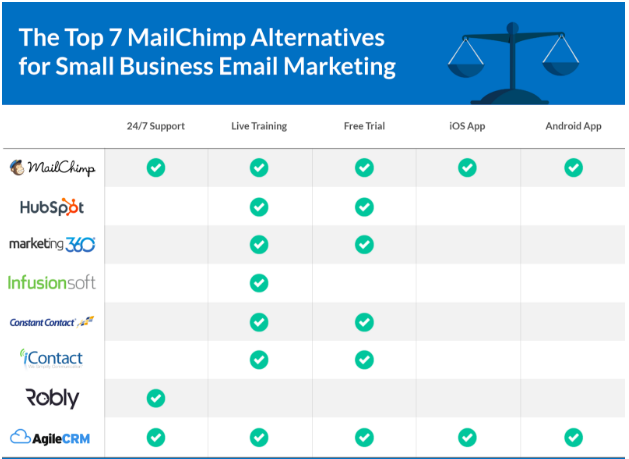 The Top 7 MailChimp Alternatives
for Small Business Email Marketing
24/7 Support Live Training Free Trial iOS App Android App
MailChimp
HubSpot
marketing 360
Infusionsoft
Constant Contact
iContact
Robly
AgileCRM